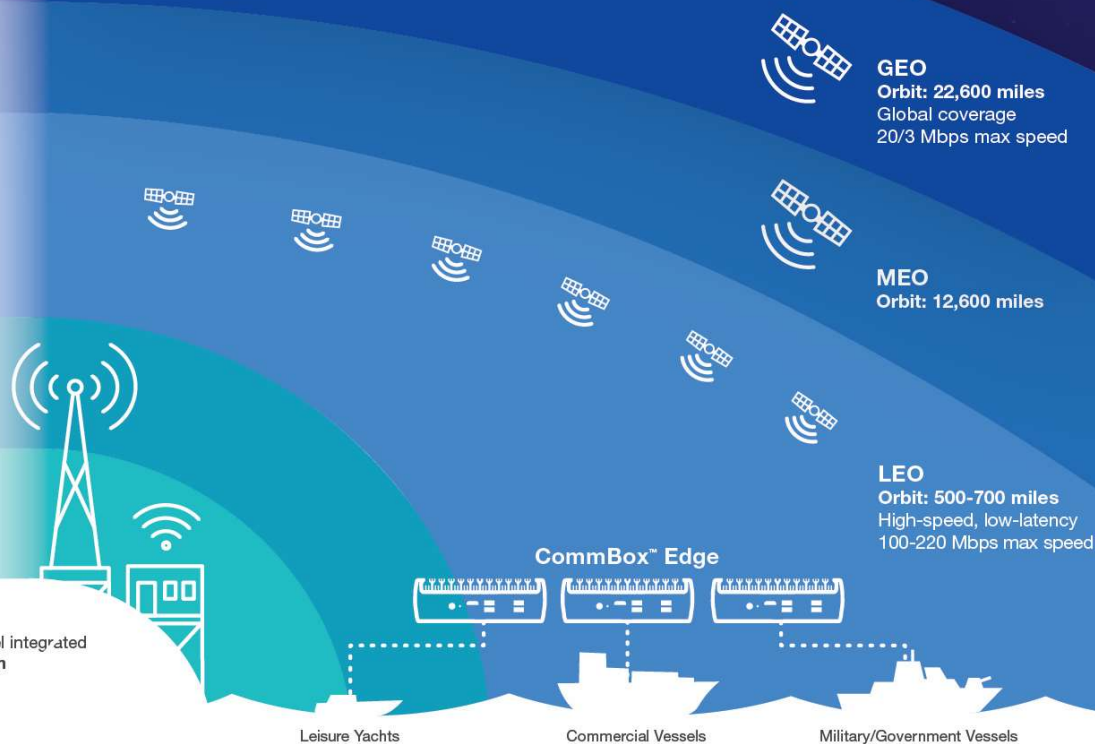 GEO
Orbit: 22,600 miles
Global coverage
20/3 Mbps max speed
MEO
Orbit: 12,600 miles
LEO
Orbit: 500-700 miles
High-speed, low-latency
100-220 Mbps max speed
CommBox™ Edge
integrated
Leisure Yachts
Commercial Vessels
Military/Government Vessels